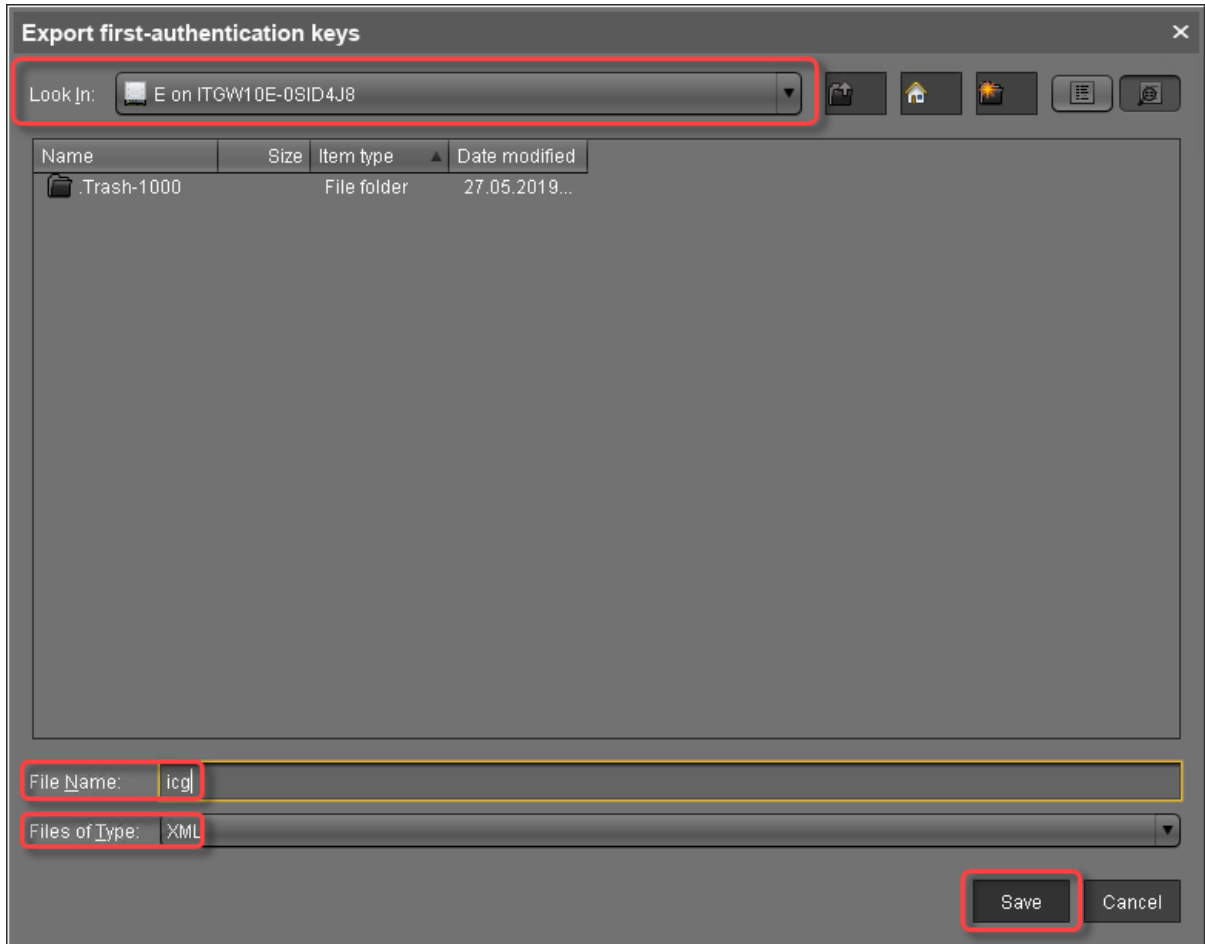 Export first-authentication keys
Look In: E on ITGW10E-0SID4J8
Name Size Item type Date modified
.Trash-1000 File folder 27.05.2019...
File Name: icg
Files of Type: XML
Save Cancel